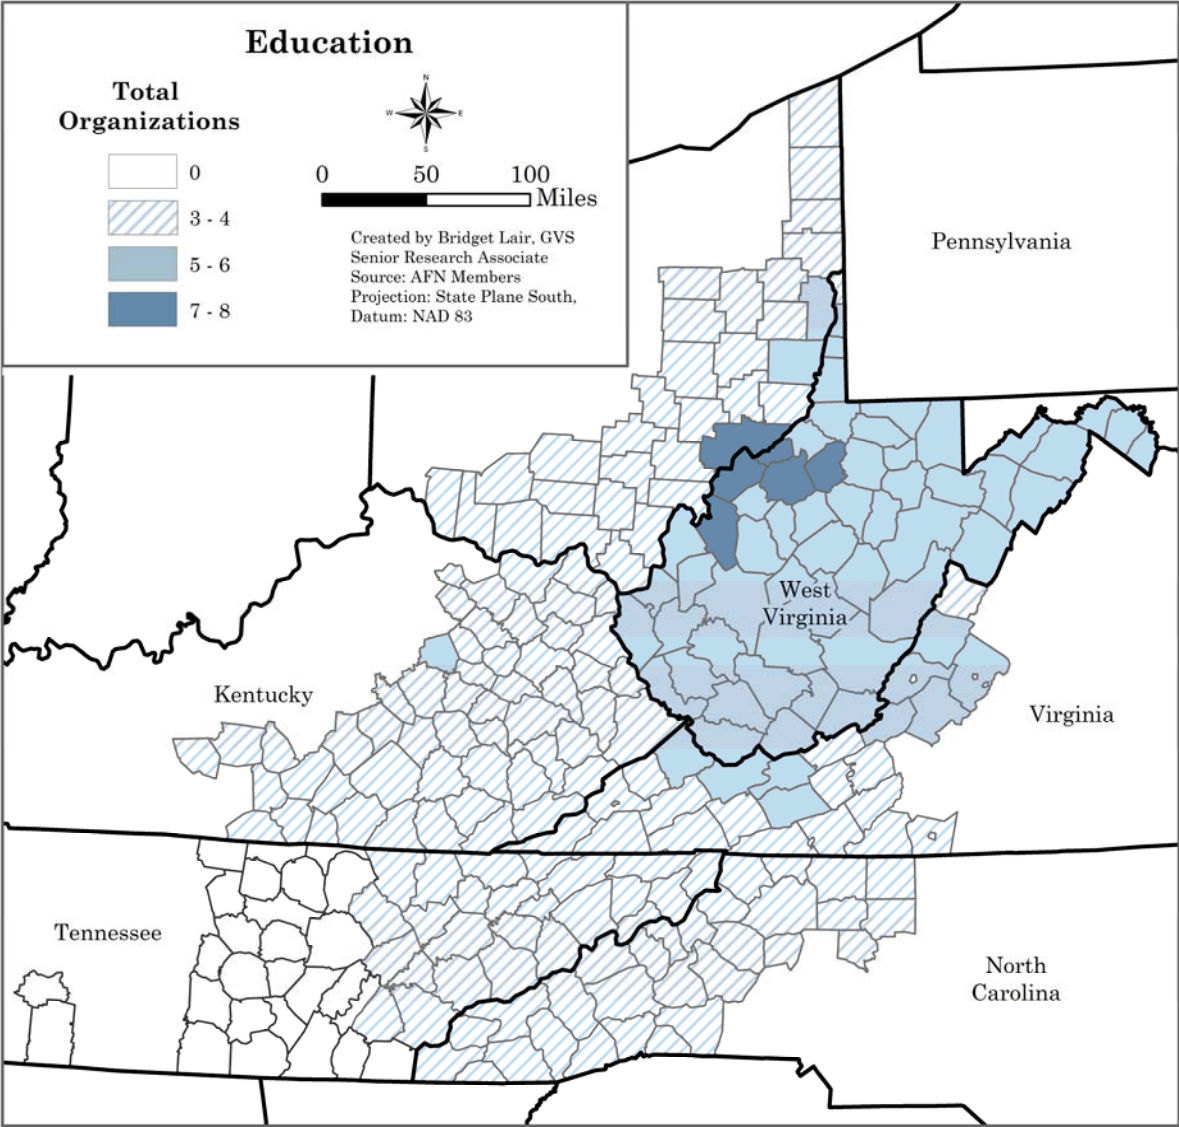 Education
Total
Organizations
0
3 - 4
5 - 6
7 - 8
N
W
E
S
0 50 100
Miles
Created by Bridget Lair, GVS
Senior Research Associate
Source: AFN Members
Projection: State Plane South,
Datum: NAD 83
Pennsylvania
West
Virginia
Kentucky
Virginia
Tennessee
North
Carolina